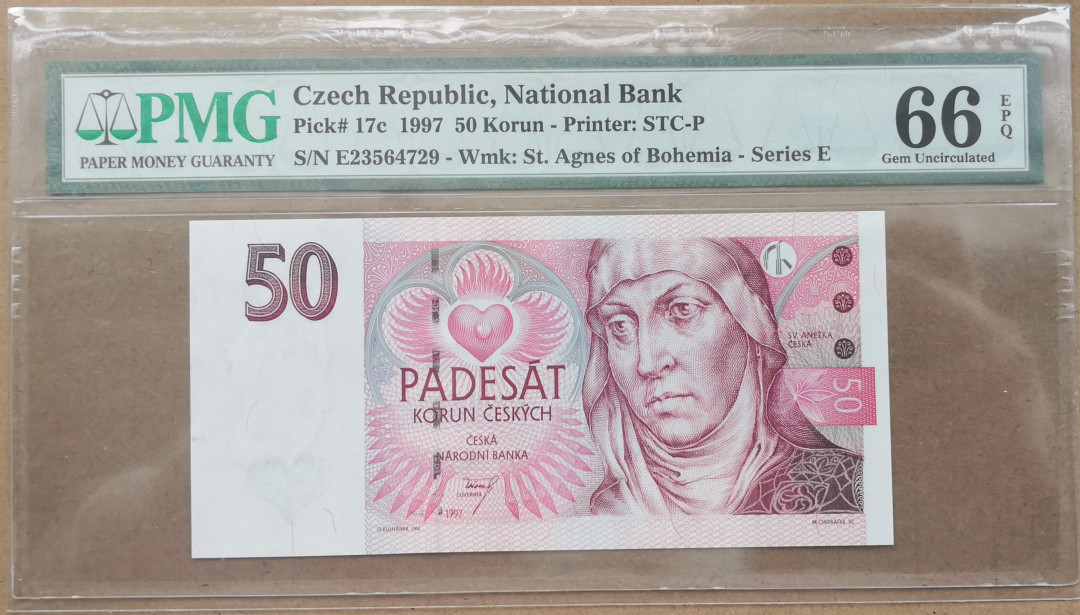 PMG
PAPER MONEY GUARANTY
Czech Republic, National Bank
Pick# 17c 1997 50 Korun - Printer: STC-P
S/N E23564729 - Wmk: St. Agnes of Bohemia - Series E
66
EPQ
Gem Uncirculated
50
PADESÁT
KORUN ČESKÝCH
ČESKÁ
NÁRODNÍ BANKA
1997
SV. ANEŽKA
ČESKÁ
50